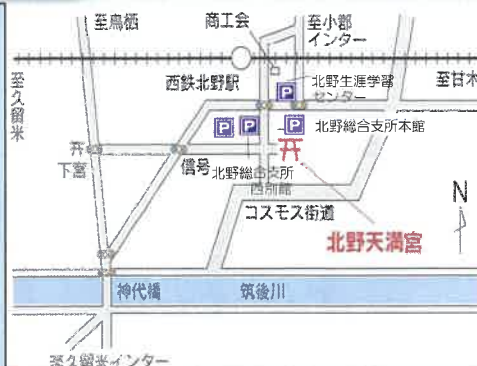 至鳥栖
商工会
至小郡
インター
西鉄北野駅
北野生涯学習
センター
至甘木
至久留米
P
P
P
P
北野総合支所本館
下宮
信号
北野総合支所
西別館
コスモス街道
N
北野天満宮
神代橋
筑後川
至久留米インター